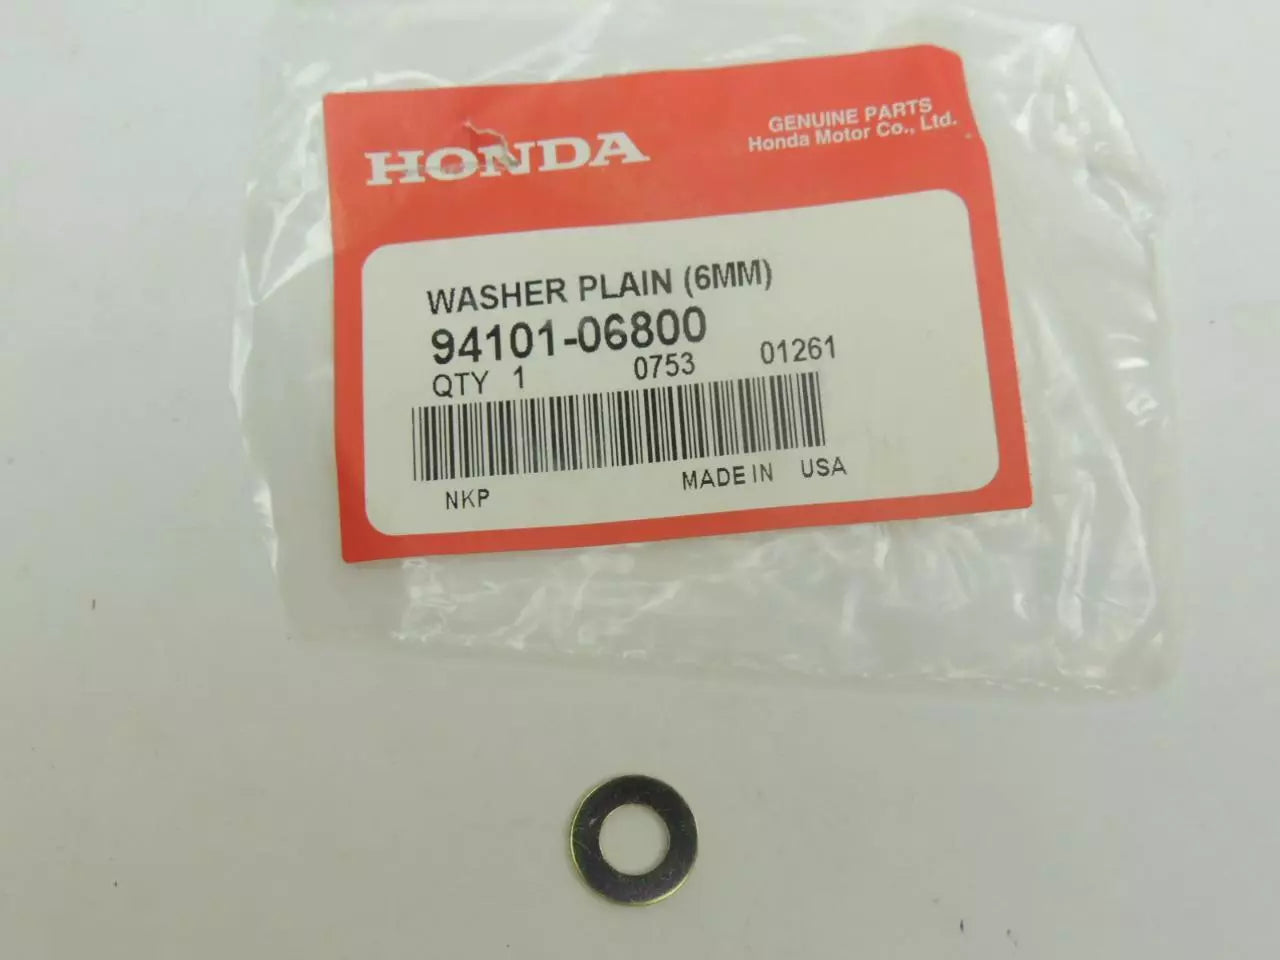 HONDA
GENUINE PARTS
Honda Motor Co., Ltd.
WASHER PLAIN (6MM)
94101-06800
QTY 1 0753 01261
NKP MADE IN USA